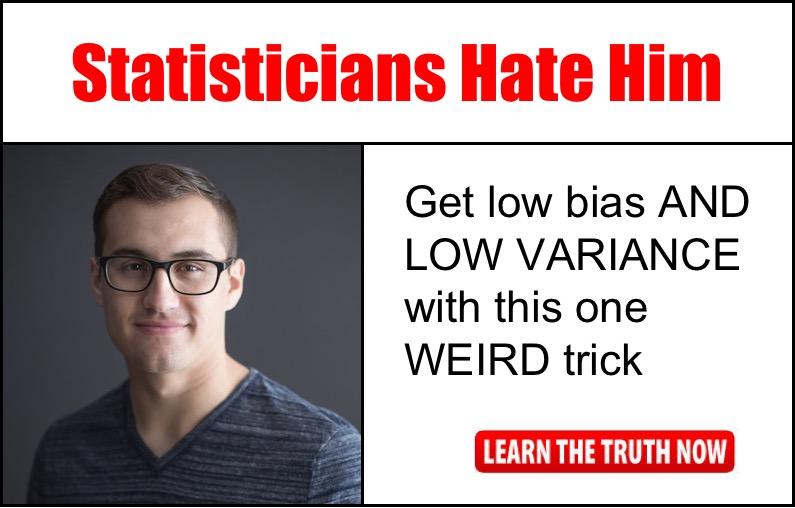 Statisticians Hate Him
Get low bias AND
LOW VARIANCE
with this one
WEIRD trick
LEARN THE TRUTH NOW